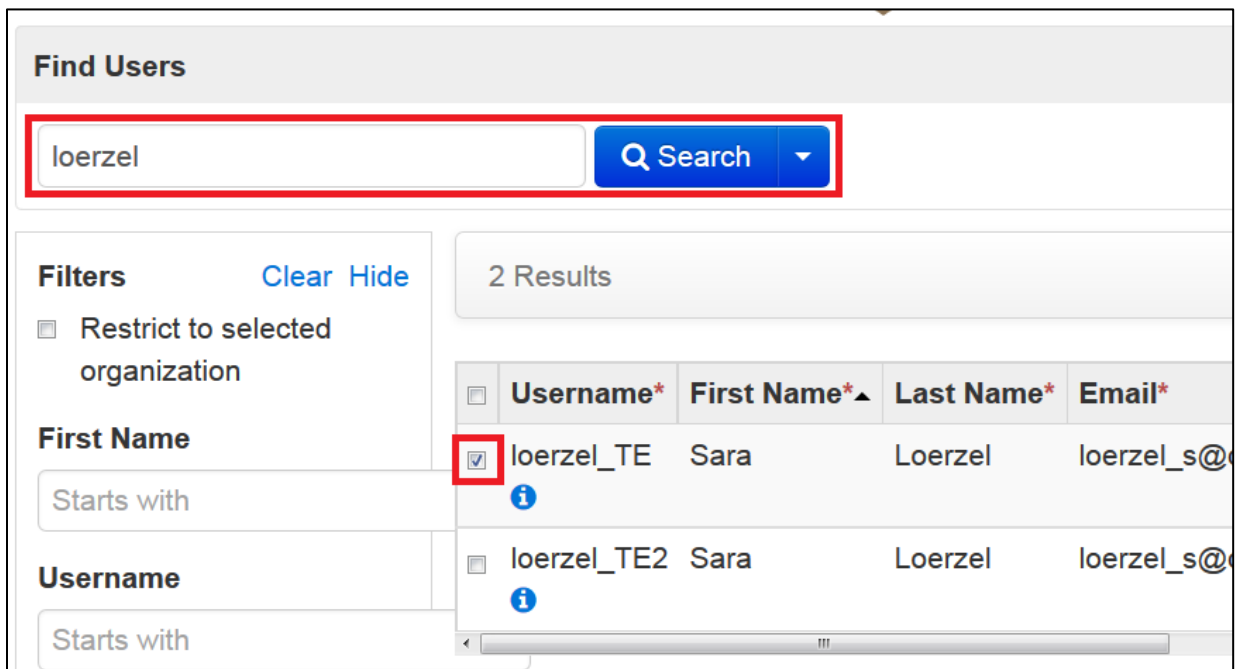 Find Users
loerzel
Search
Filters Clear Hide
Restrict to selected
organization
First Name
Starts with
Username
Starts with
2 Results
Username* First Name* Last Name* Email*
loerzel_TE Sara Loerzel loerzel_s@
loerzel_TE2 Sara Loerzel loerzel_s@